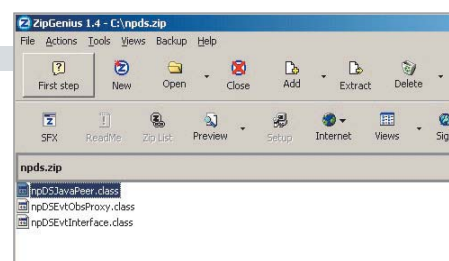 ZipGenius 1.4 - C:\npds.zip
File Actions Tools Views Backup Help
First step New Open Close Add Extract Delete
SFX ReadMe Zip List Preview Setup Internet Views Sig
npds.zip
npDSJavaPeer.class
npDSEvtObsProxy.class
npDSEvtInterface.class